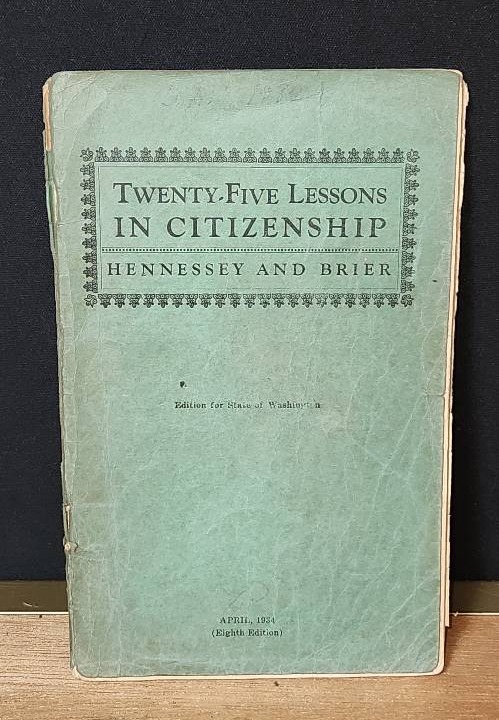 TWENTY-FIVE LESSONS
IN CITIZENSHIP
HENNESSEY AND BRIER
Edition for State of Washington
APRIL, 1934
(Eighth Edition)